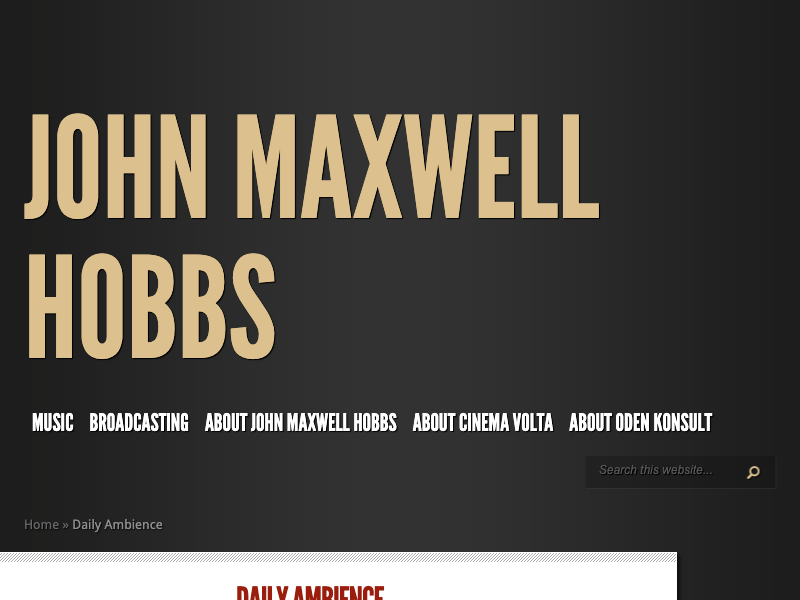 JOHN MAXWELL
HOBBS
MUSIC BROADCASTING ABOUT JOHN MAXWELL HOBBS ABOUT CINEMA VOLTA ABOUT ODEN KONSULT
Search this website...
Home » Daily Ambience
DAILY AMBIENCE